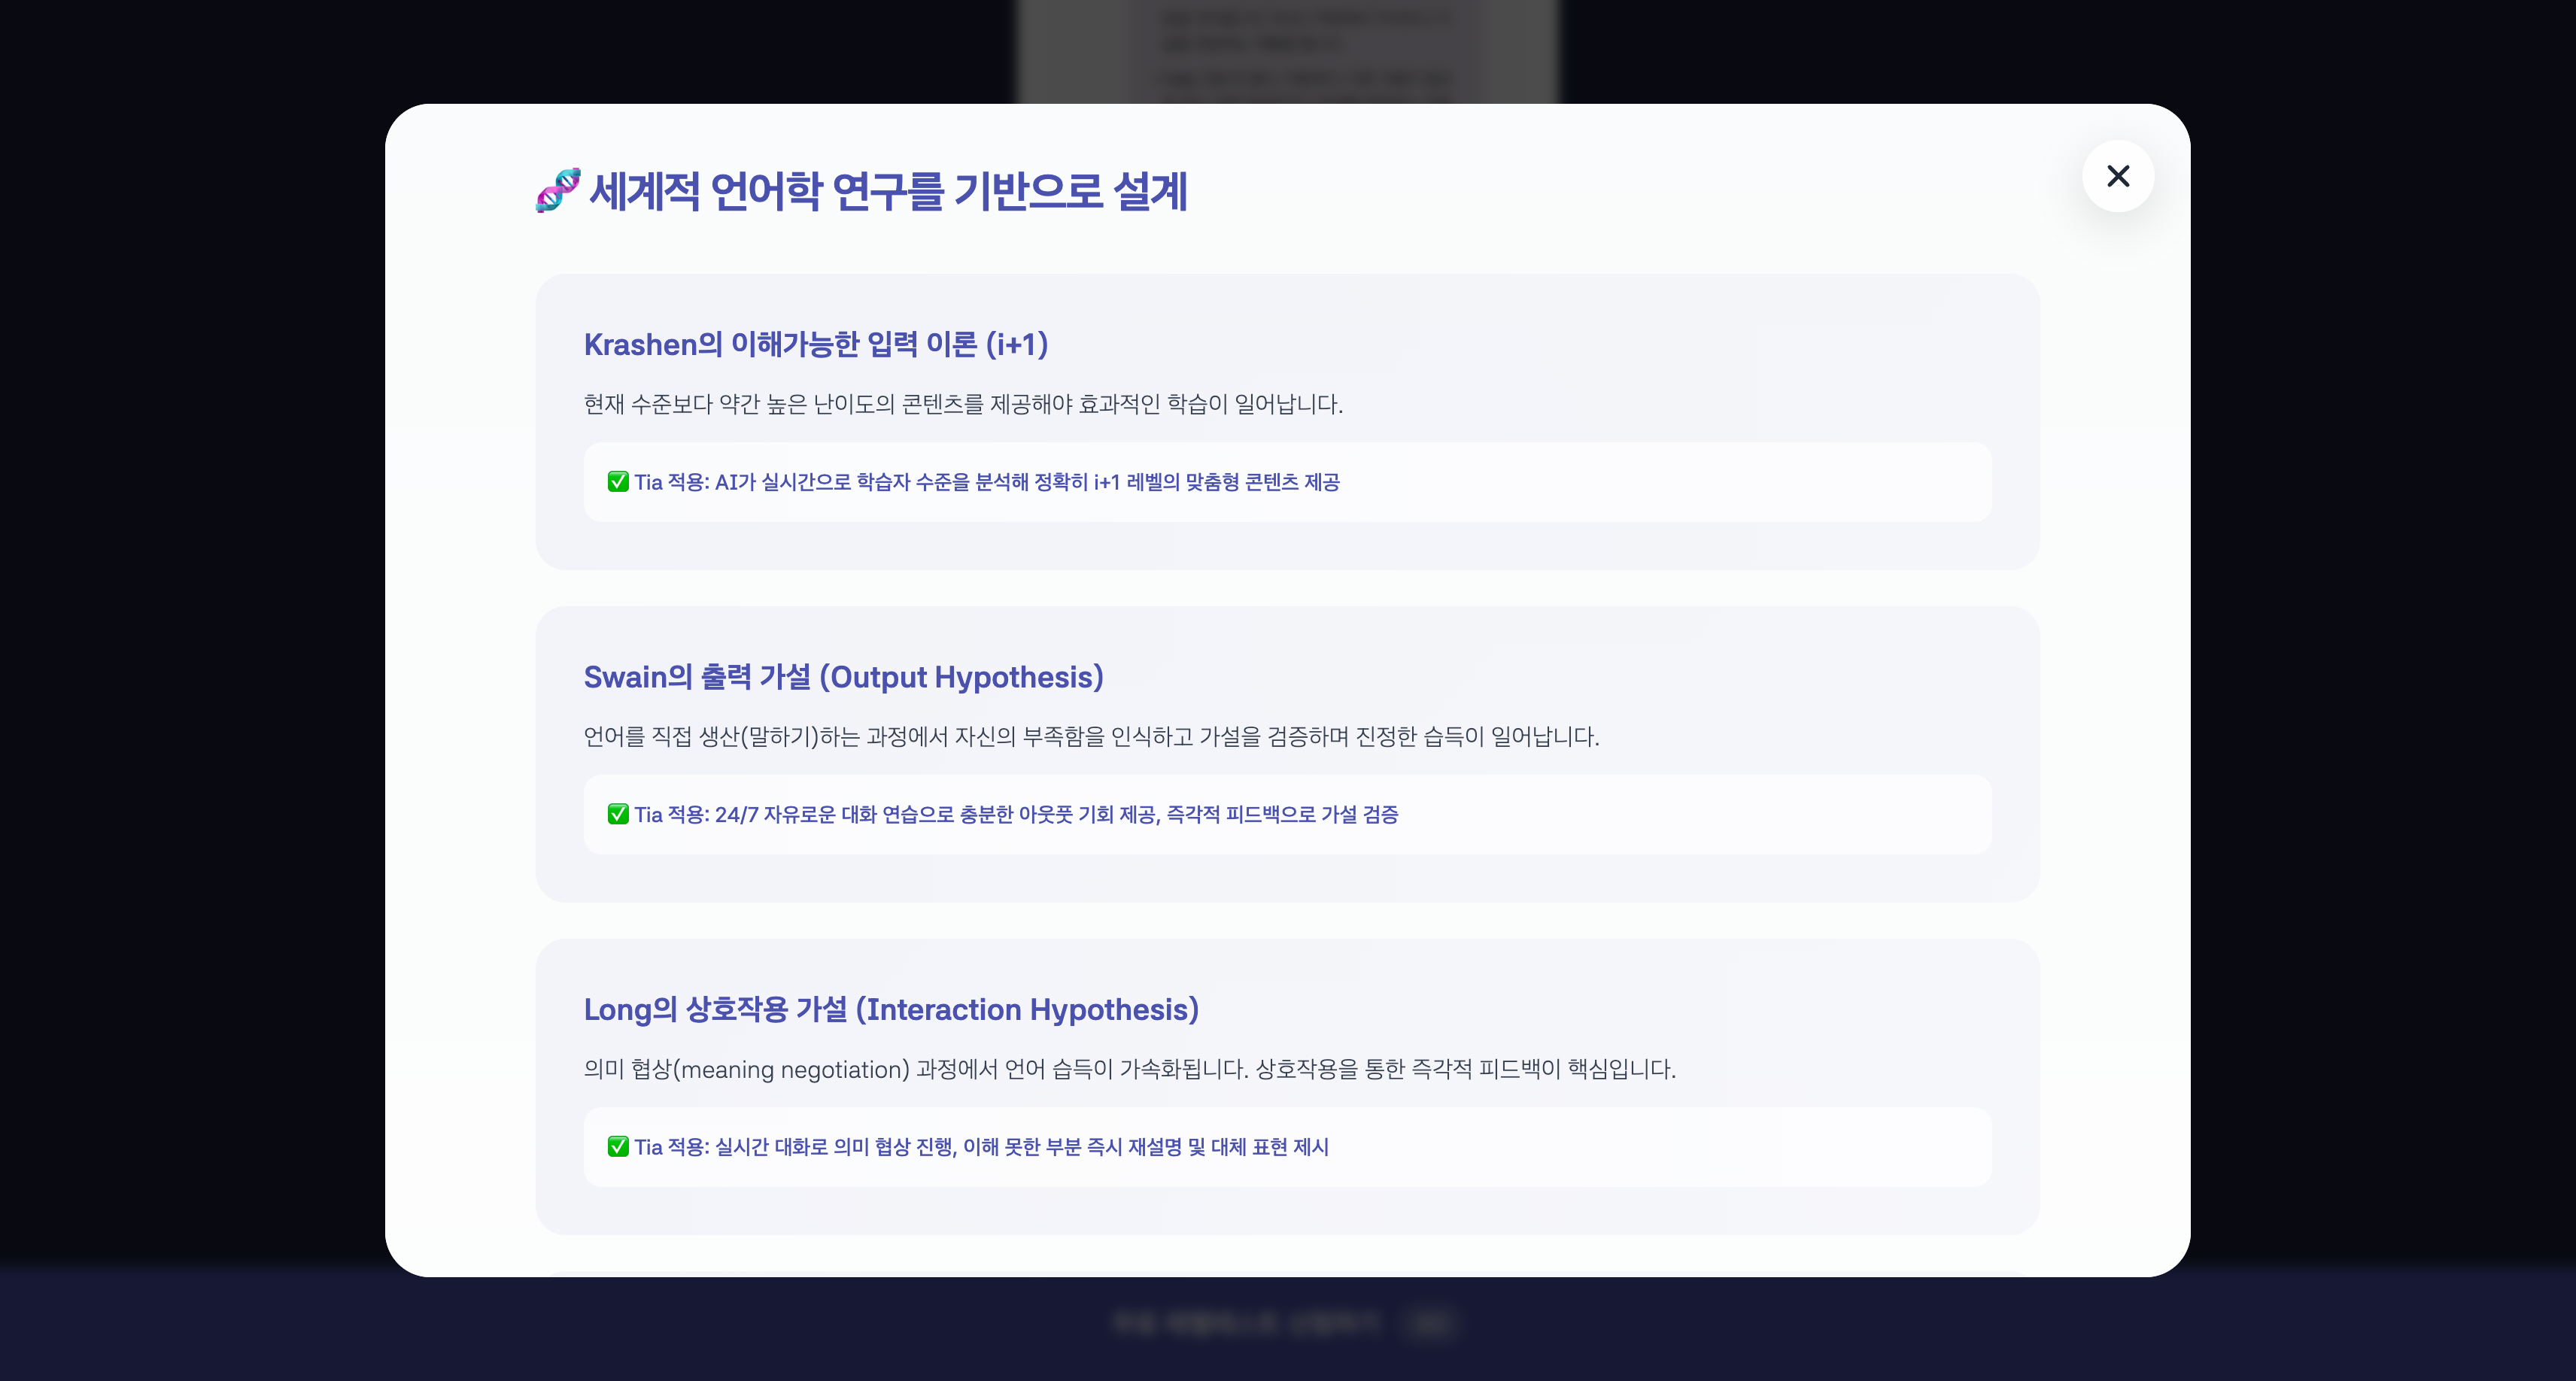 🧬 세계적 언어학 연구를 기반으로 설계
Krashen의 이해가능한 입력 이론 (i+1)
현재 수준보다 약간 높은 난이도의 콘텐츠를 제공해야 효과적인 학습이 일어납니다.
✅ Tia 적용: AI가 실시간으로 학습자 수준을 분석해 정확히 i+1 레벨의 맞춤형 콘텐츠 제공
Swain의 출력 가설 (Output Hypothesis)
언어를 직접 생산(말하기)하는 과정에서 자신의 부족함을 인식하고 가설을 검증하며 진정한 습득이 일어납니다.
✅ Tia 적용: 24/7 자유로운 대화 연습으로 충분한 아웃풋 기회 제공, 즉각적 피드백으로 가설 검증
Long의 상호작용 가설 (Interaction Hypothesis)
의미 협상(meaning negotiation) 과정에서 언어 습득이 가속화됩니다. 상호작용을 통한 즉각적 피드백이 핵심입니다.
✅ Tia 적용: 실시간 대화로 의미 협상 진행, 이해 못한 부분 즉시 재설명 및 대체 표현 제시